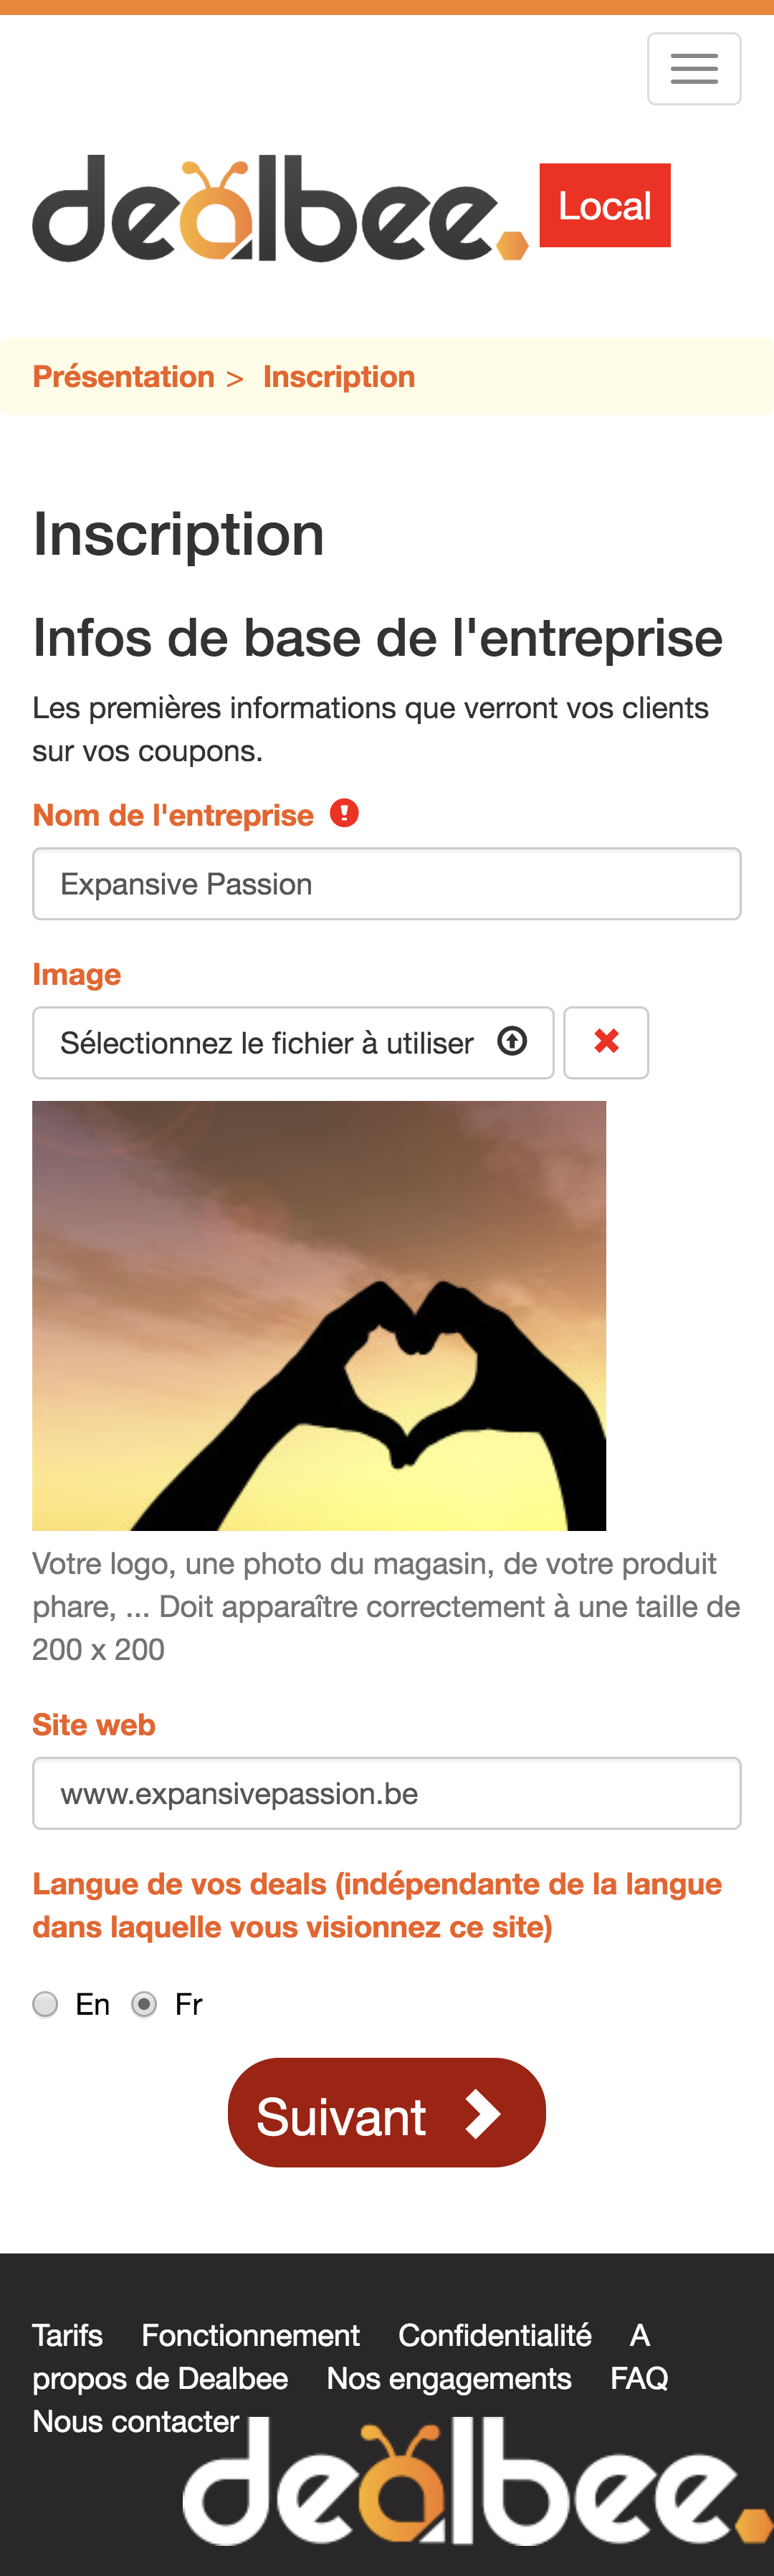 dealbee.
Local
Présentation > Inscription
Inscription
Infos de base de l'entreprise
Les premières informations que verront vos clients
sur vos coupons.
Nom de l'entreprise
Expansive Passion
Image
Sélectionnez le fichier à utiliser
Votre logo, une photo du magasin, de votre produit
phare, ... Doit apparaître correctement à une taille de
200 x 200
Site web
www.expansivepassion.be
Langue de vos deals (indépendante de la langue
dans laquelle vous visionnez ce site)
En Fr
Suivant
Tarifs Fonctionnement Confidentialité A
propos de Dealbee Nos engagements FAQ
Nous contacter
dealbee.